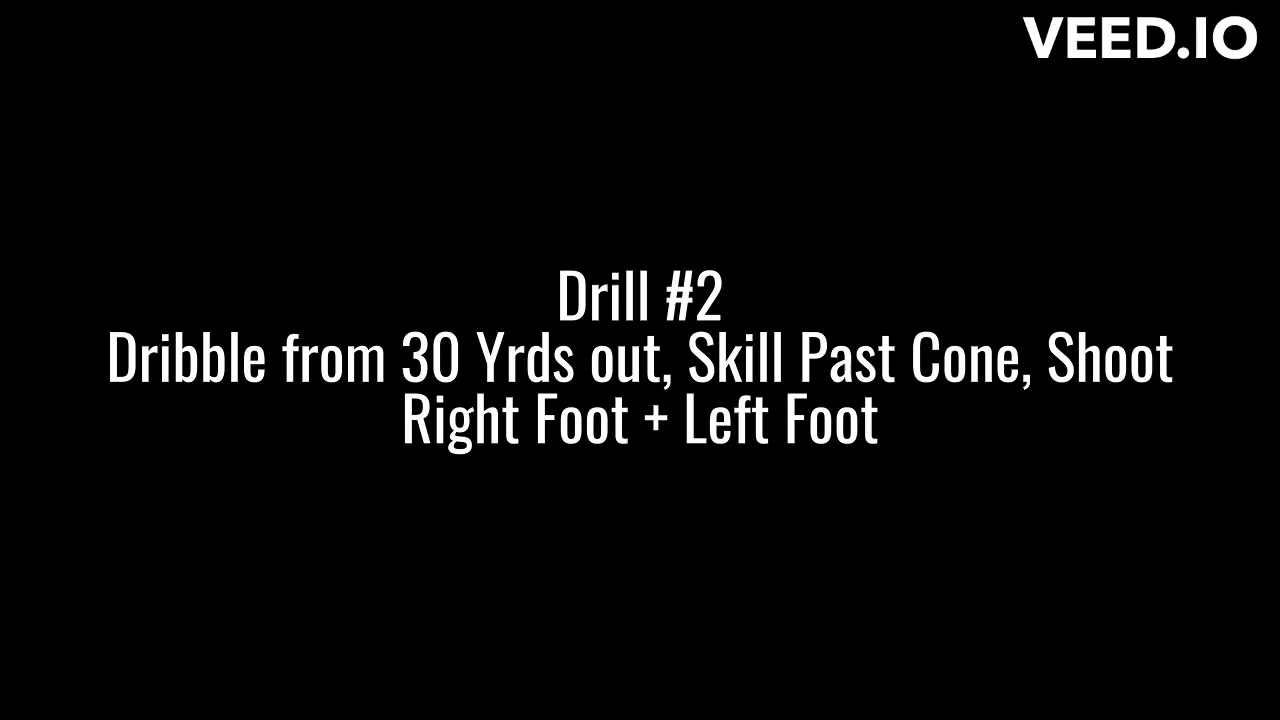 VEED.IO
Drill #2
Dribble from 30 Yrds out, Skill Past Cone, Shoot
Right Foot + Left Foot